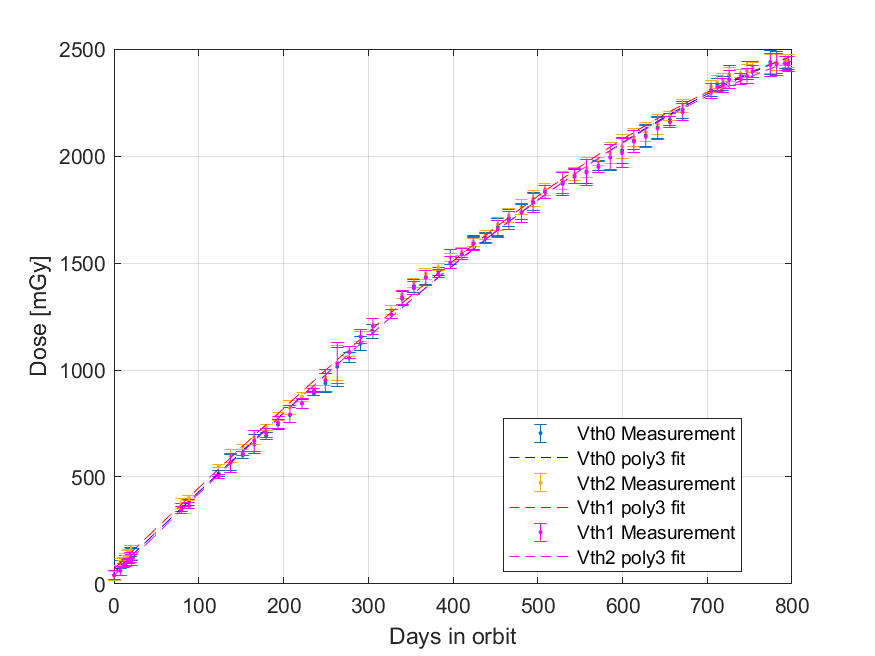 2500
2000
1500
1000
500
0
Dose [mGy]
Vth0 Measurement
Vth0 poly3 fit
Vth2 Measurement
Vth1 poly3 fit
Vth1 Measurement
Vth2 poly3 fit
0 100 200 300 400 500 600 700 800
Days in orbit